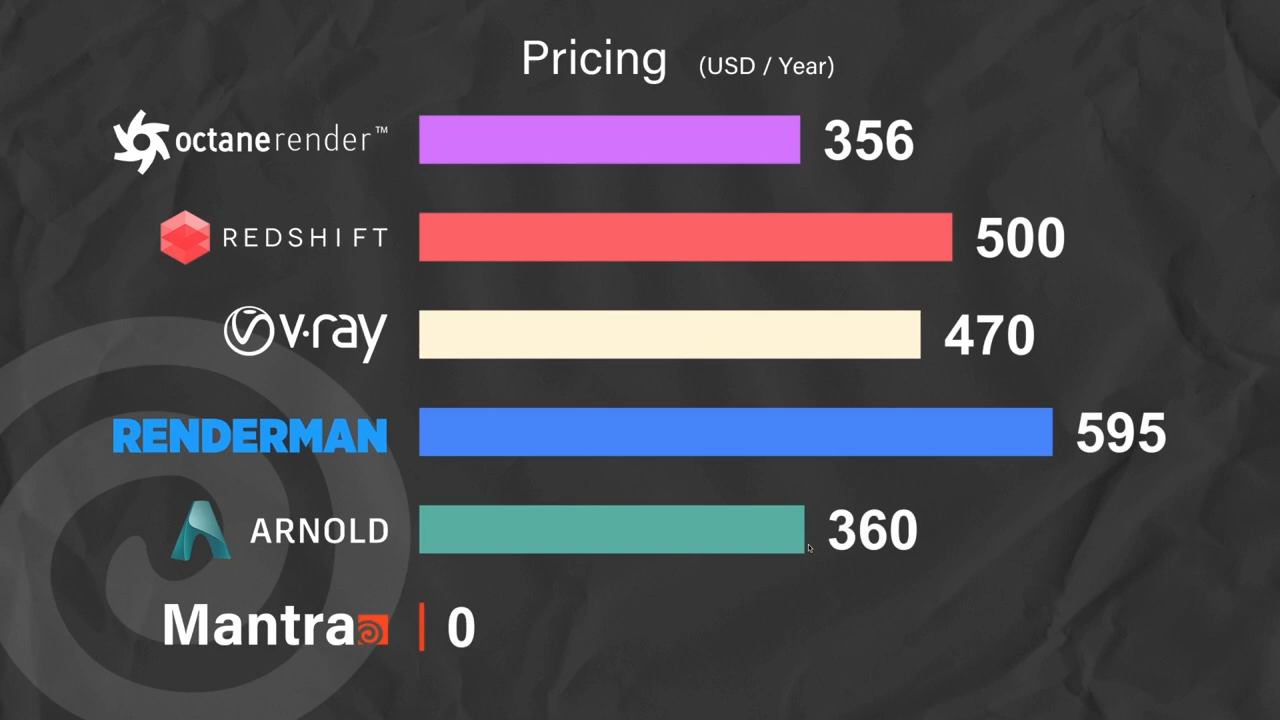 Pricing (USD / Year)
octanerender™ 356
REDSHIFT 500
v·ray 470
RENDERMAN 595
ARNOLD 360
Mantra 0